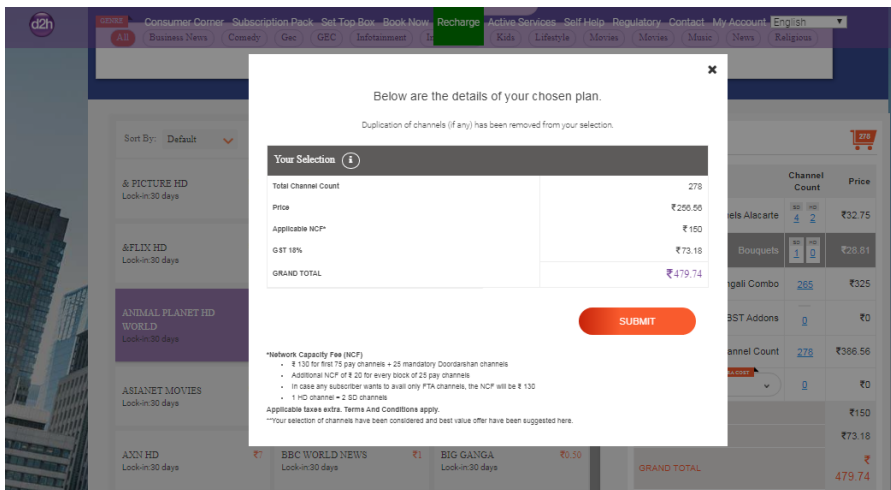 d2h
Consumer Corner Subscription Pack Set Top Box Book Now Recharge Active Services Self Help Regulatory Contact My Account English
All Business News Comedy Gec GEC Infotainment Kids Lifestyle Movies Movies Music News Religious
Below are the details of your chosen plan.
Duplication of channels (if any) has been removed from your selection.
Your Selection i
Total Channel Count 278
Price ₹256.56
Applicable NCF* ₹150
GST 18% ₹73.18
GRAND TOTAL ₹479.74
SUBMIT
*Network Capacity Fee (NCF)
• ₹ 130 for first 75 pay channels + 25 mandatory Doordarshan channels
• Additional NCF of ₹ 20 for every block of 25 pay channels
• In case any subscriber wants to avail only FTA channels, the NCF will be ₹ 130
• 1 HD channel = 2 SD channels
Applicable taxes extra. Terms And Conditions apply.
**Your selection of channels have been considered and best value offer have been suggested here.
Sort By: Default
& PICTURE HD
Lock-in:30 days
&FLIX HD
Lock-in:30 days
ANIMAL PLANET HD
WORLD
Lock-in:30 days
ASIANET MOVIES
Lock-in:30 days
AXN HD ₹7
Lock-in:30 days
BBC WORLD NEWS ₹1
Lock-in:30 days
BIG GANGA ₹0.50
Lock-in:30 days
278
Channel
Count
Price
Alacarte
SD HD
4 2 ₹32.75
Bouquets
SD HD
1 0 ₹28.81
Combo 265 ₹325
BST Addons 0 ₹0
Count 278 ₹386.56
COST
0 ₹0
₹150
₹73.18
GRAND TOTAL ₹
479.74